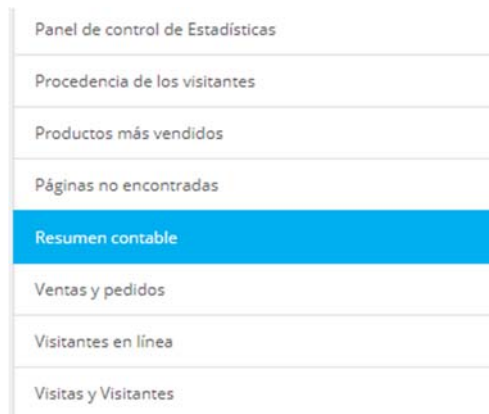 Panel de control de Estadísticas
Procedencia de los visitantes
Productos más vendidos
Páginas no encontradas
Resumen contable
Ventas y pedidos
Visitantes en línea
Visitas y Visitantes